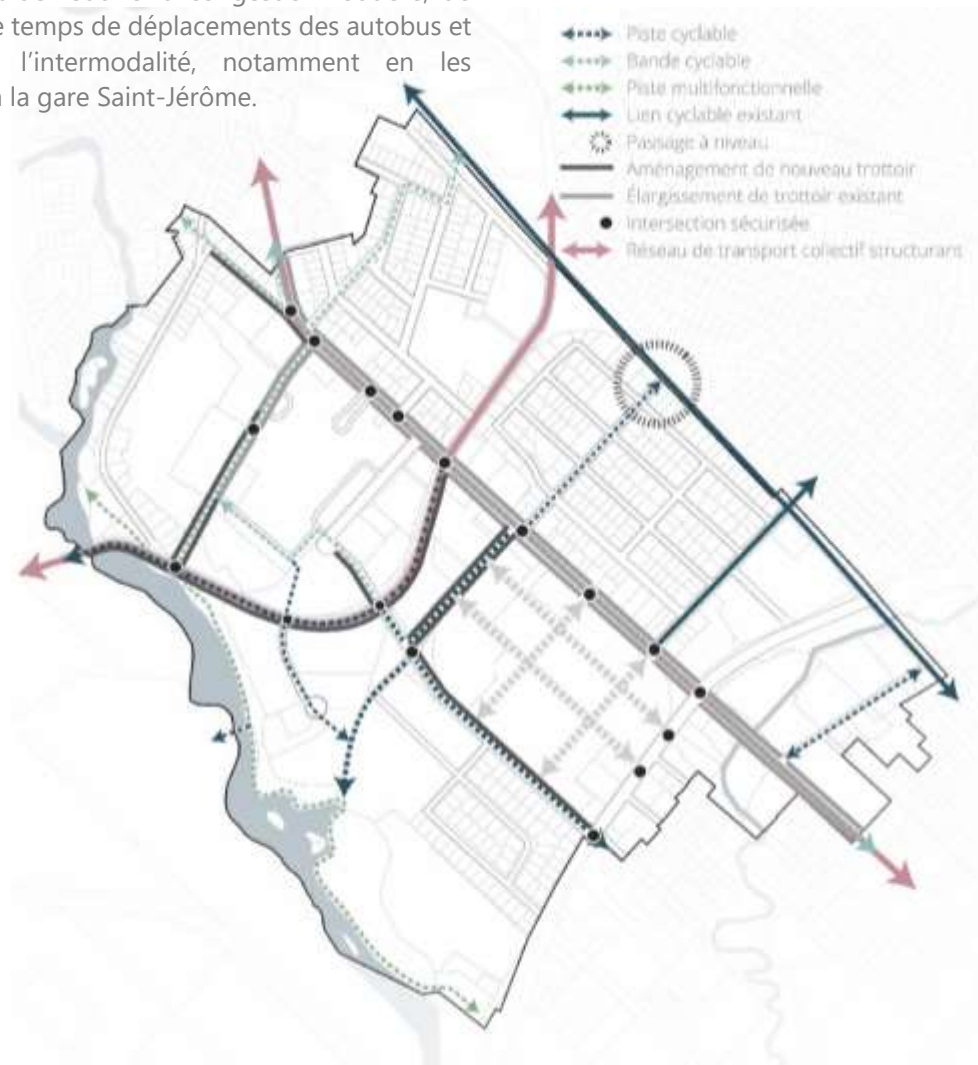 e temps de déplacements des autobus et
l'intermodalité, notamment en les
la gare Saint-Jérôme.
Piste cyclable
Bande cyclable
Piste multifonctionnelle
Lien cyclable existant
Passage à niveau
Aménagement de nouveau trottoir
Élargissement de trottoir existant
Intersection sécurisée
Réseau de transport collectif structurant